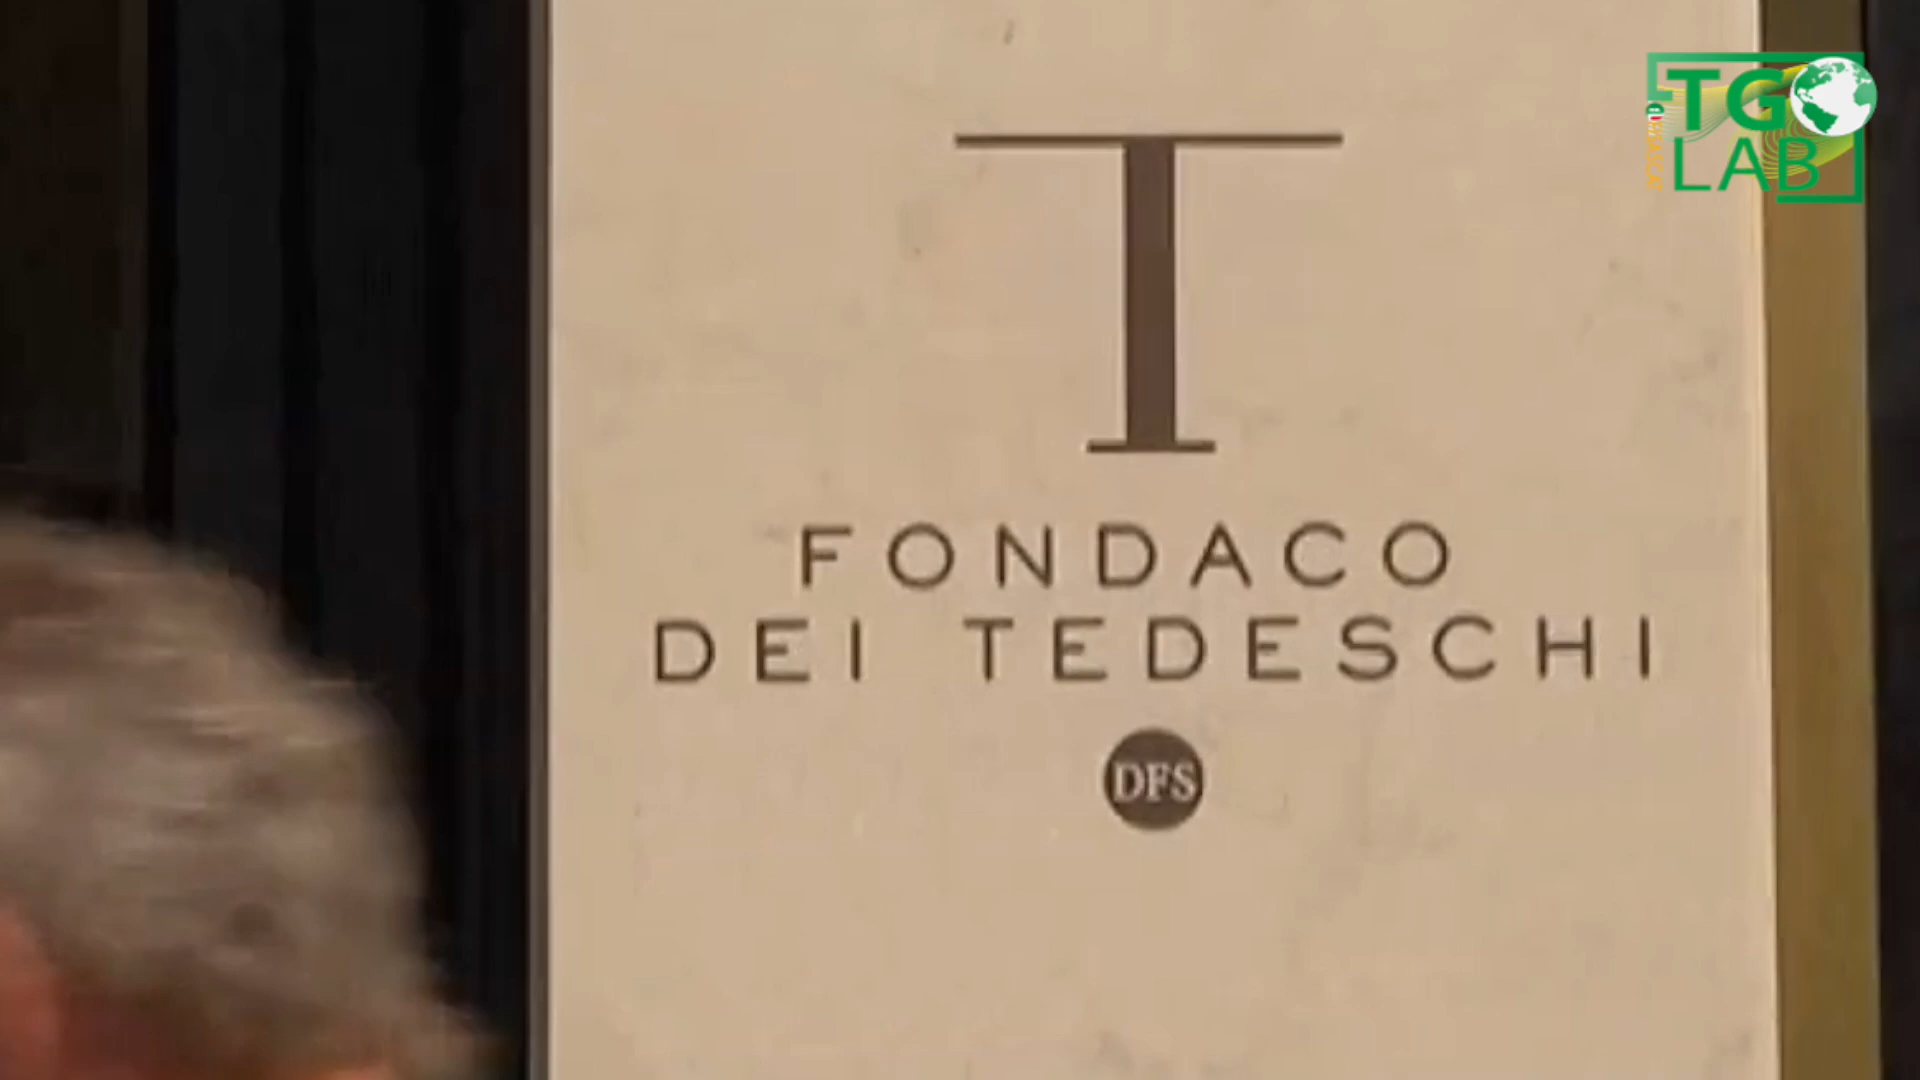 T
FONDACO
DEI TEDESCHI
DFS
TG
LAB